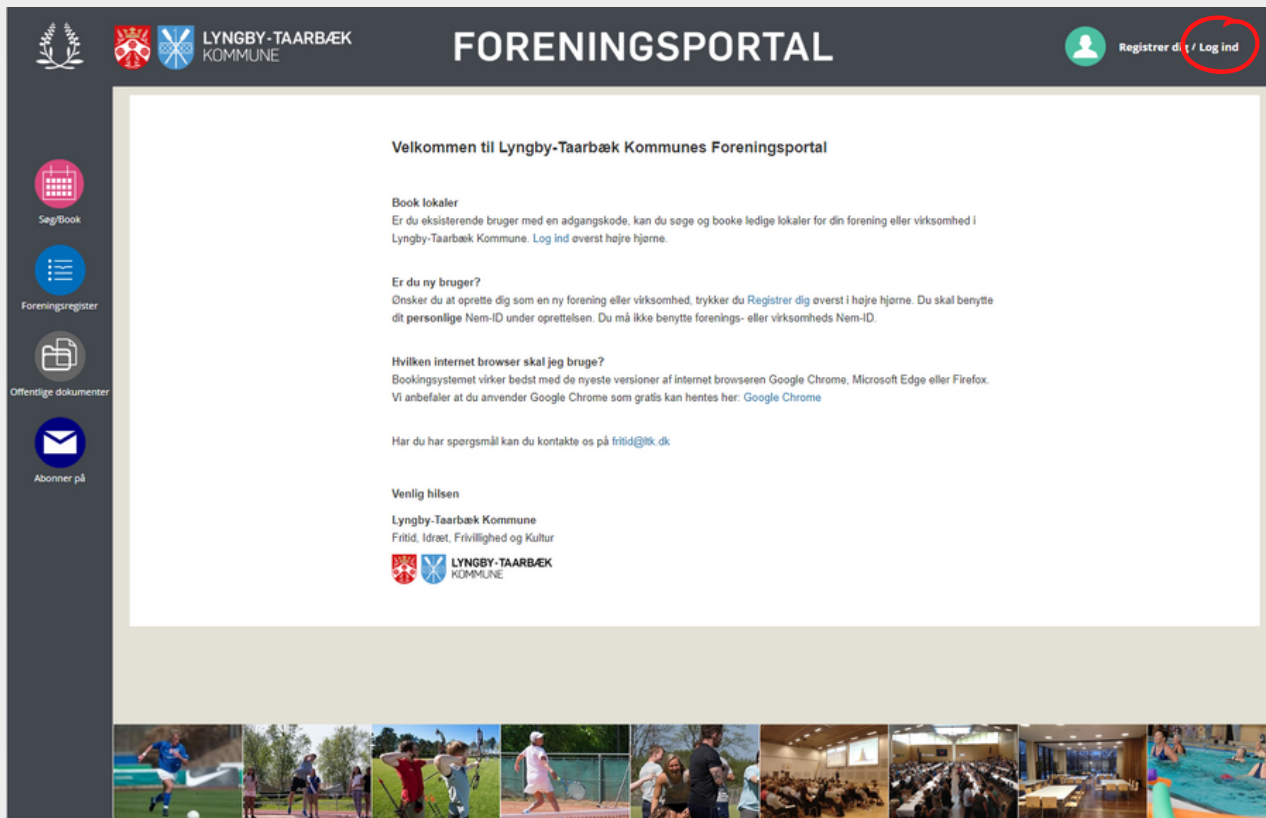 LYNGBY-TAARBÆK
KOMMUNE
FORENINGSPORTAL
Registrer dig / Log ind
Søg/Book
Foreningsregister
Offentlige dokumenter
Abonner på
Velkommen til Lyngby-Taarbæk Kommunes Foreningsportal
Book lokaler
Er du eksisterende bruger med en adgangskode, kan du søge og booke ledige lokaler for din forening eller virksomhed i
Lyngby-Taarbæk Kommune. Log ind øverst højre hjørne.
Er du ny bruger?
Ønsker du at oprette dig som en ny forening eller virksomhed, trykker du Registrer dig øverst i højre hjørne. Du skal benytte
dit personlige Nem-ID under oprettelsen. Du må ikke benytte forenings- eller virksomheds Nem-ID.
Hvilken internet browser skal jeg bruge?
Bookingsystemet virker bedst med de nyeste versioner af internet browseren Google Chrome, Microsoft Edge eller Firefox.
Vi anbefaler at du anvender Google Chrome som gratis kan hentes her: Google Chrome
Har du har spørgsmål kan du kontakte os på fritid@ltk.dk
Venlig hilsen
Lyngby-Taarbæk Kommune
Fritid, Idræt, Frivillighed og Kultur
LYNGBY-TAARBÆK
KOMMUNE